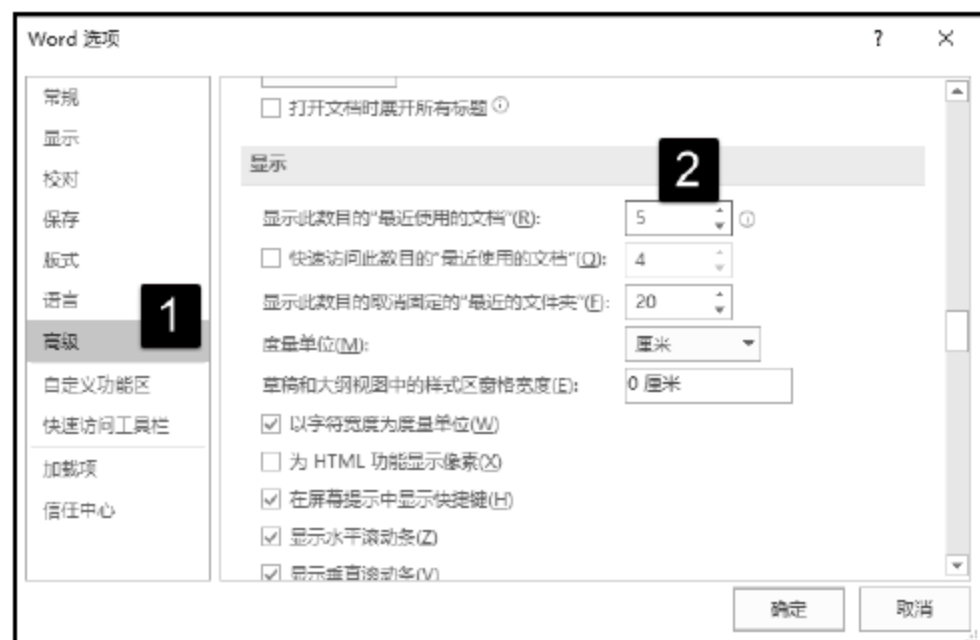 Word 选项
?
常规
显示
校对
保存
版式
语言
1
高级
自定义功能区
快速访问工具栏
加载项
信任中心
打开文档时展开所有标题
显示
2
显示此数目的“最近使用的文档”(R): 5
快速访问此数目的“最近使用的文档”(Q): 4
显示此数目的取消固定的“最近的文件夹”(F): 20
度量单位(M): 厘米
草稿和大纲视图中的样式区窗格宽度(E): 0 厘米
以字符宽度为度量单位(W)
为 HTML 功能显示像素(X)
在屏幕提示中显示快捷键(H)
显示水平滚动条(Z)
显示垂直滚动条(V)
确定
取消